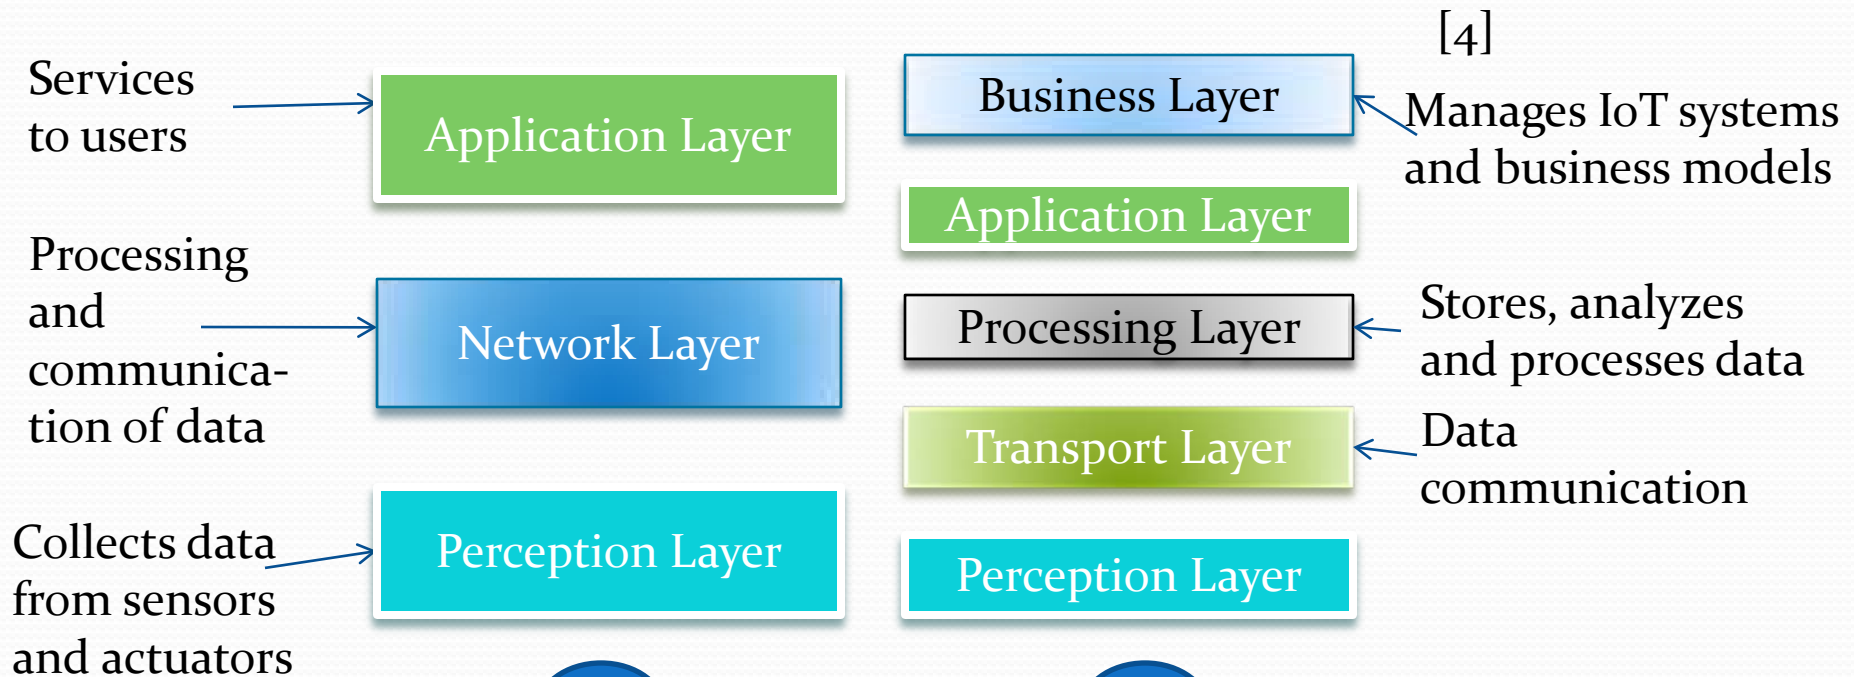 Services
to users
Processing
and
communica-
tion of data
Collects data
from sensors
and actuators
Application Layer
Network Layer
Perception Layer
Business Layer
Application Layer
Processing Layer
Transport Layer
Perception Layer
[4]
Manages IoT systems
and business models
Stores, analyzes
and processes data
Data
communication